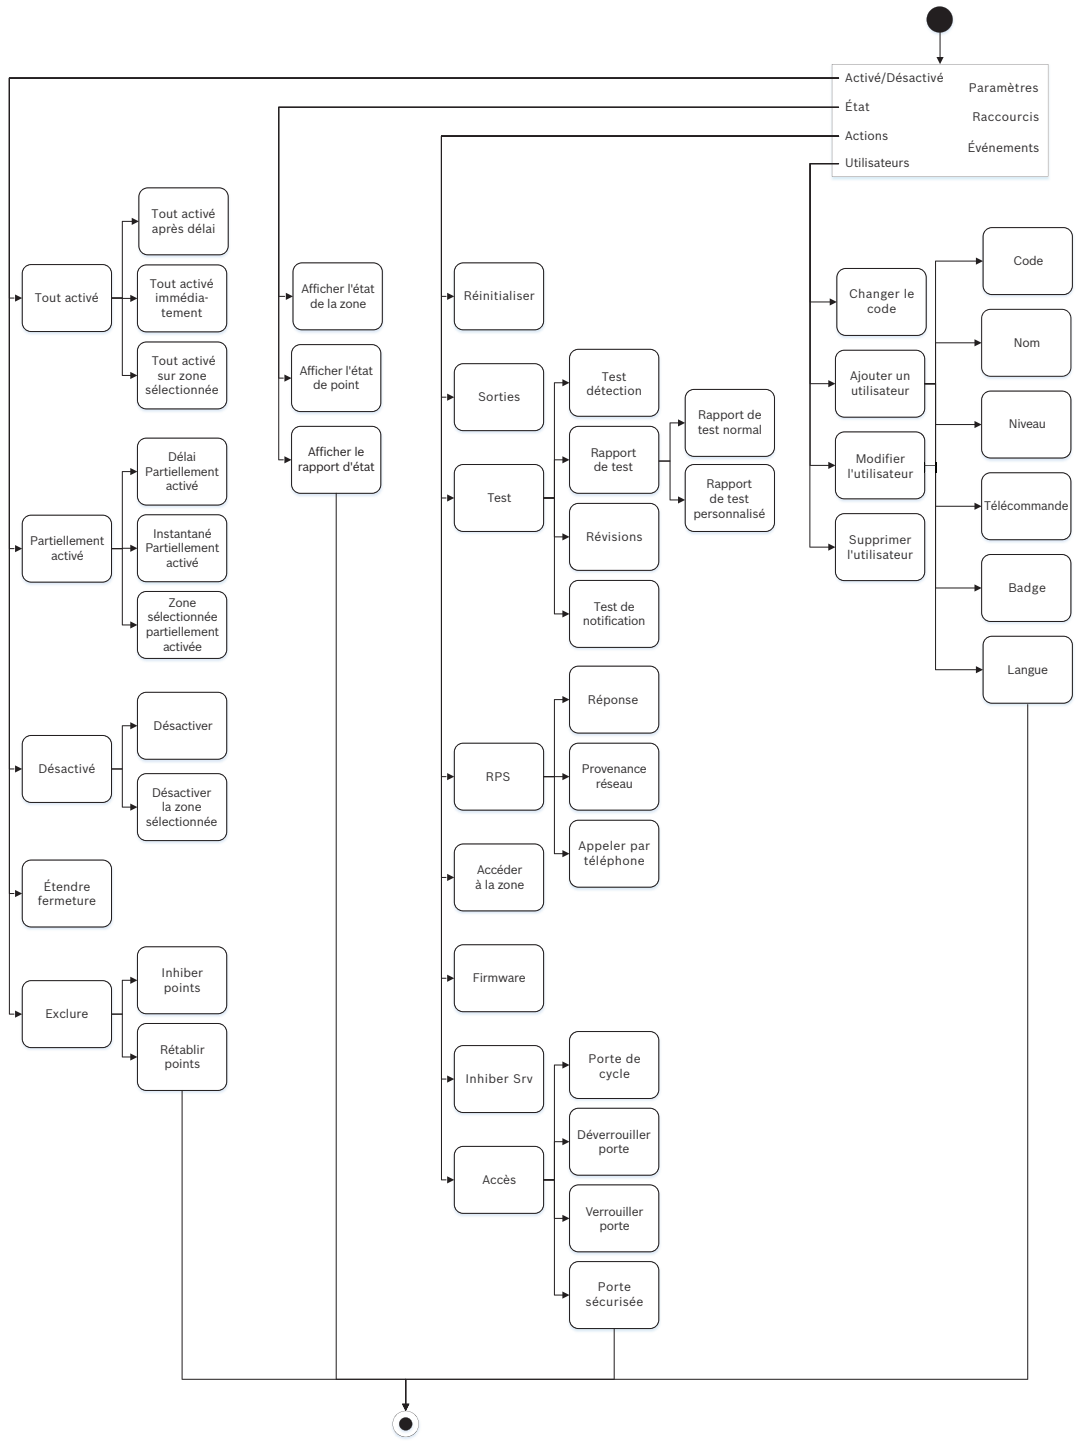 Activé/Désactivé
État
Actions
Utilisateurs
Paramètres
Raccourcis
Événements
Tout activé
Tout activé
après délai
Tout activé
immédia-
tement
Tout activé
sur zone
sélectionnée
Partiellement
activé
Délai
Partiellement
activé
Instantané
Partiellement
activé
Zone
sélectionnée
partiellement
activée
Désactivé
Désactiver
Désactiver
la zone
sélectionnée
Étendre
fermeture
Exclure
Inhiber
points
Rétablir
points
Afficher l'état
de la zone
Afficher l'état
de point
Afficher le
rapport d'état
Réinitialiser
Sorties
Test
Test
détection
Rapport
de test
Rapport de
test normal
Rapport
de test
personnalisé
Révisions
Test de
notification
RPS
Réponse
Provenance
réseau
Appeler par
téléphone
Accéder
à la zone
Firmware
Inhiber Srv
Accès
Porte de
cycle
Déverrouiller
porte
Verrouiller
porte
Porte
sécurisée
Changer le
code
Ajouter un
utilisateur
Modifier
l'utilisateur
Supprimer
l'utilisateur
Code
Nom
Niveau
Télécommande
Badge
Langue